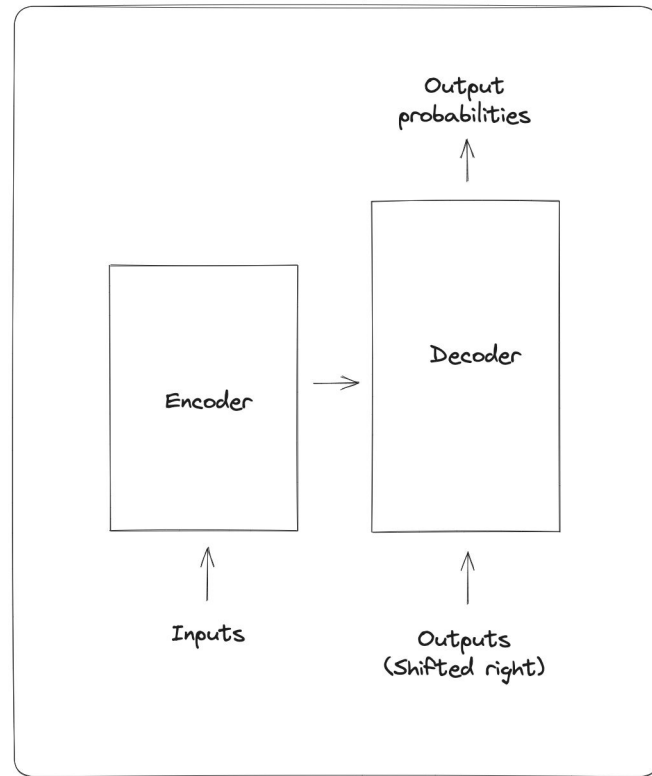 Output
probabilities
Decoder
Encoder
Inputs
Outputs
(Shifted right)